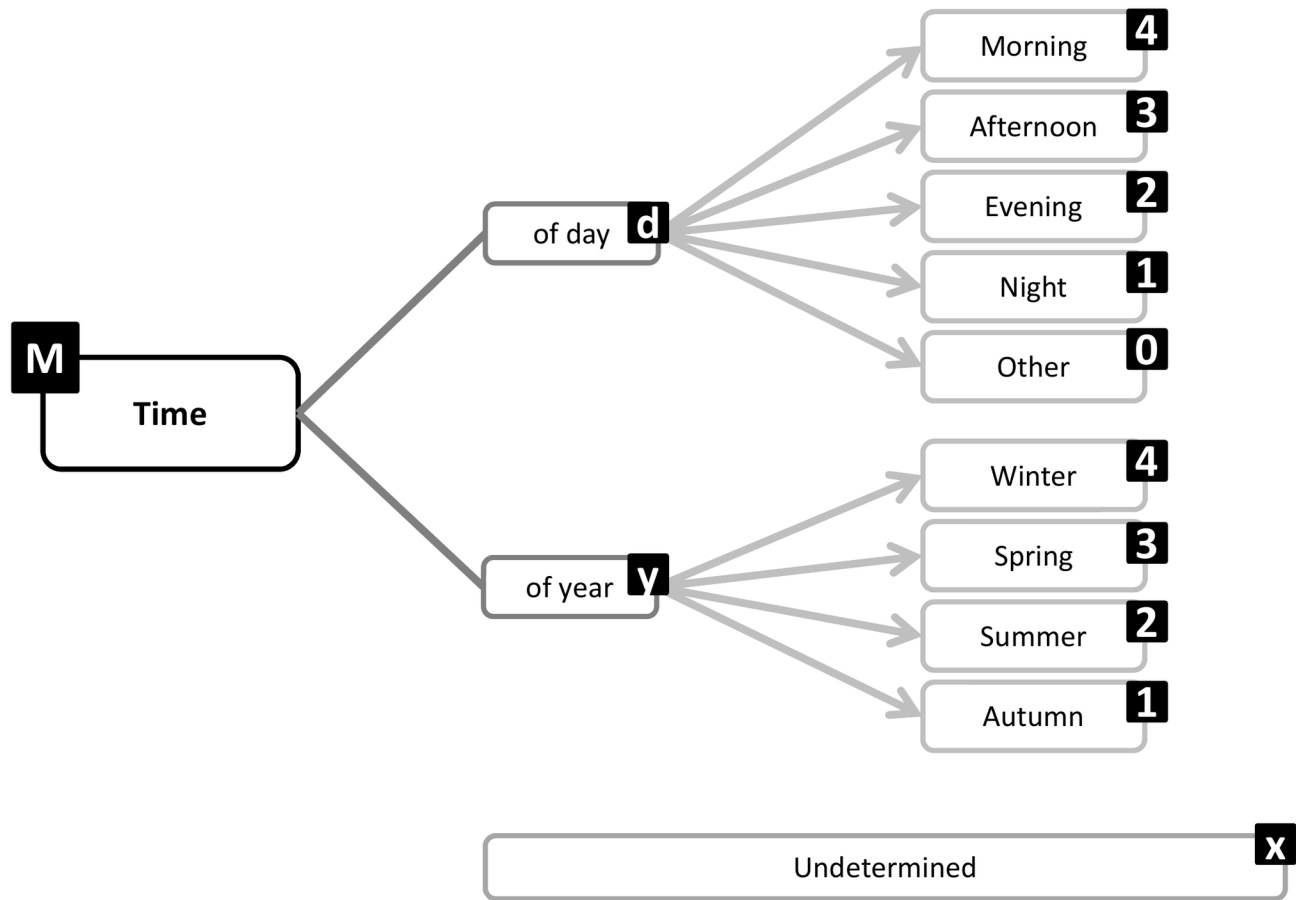 M
Time
of day d
Morning 4
Afternoon 3
Evening 2
Night 1
Other 0
of year y
Winter 4
Spring 3
Summer 2
Autumn 1
Undetermined x